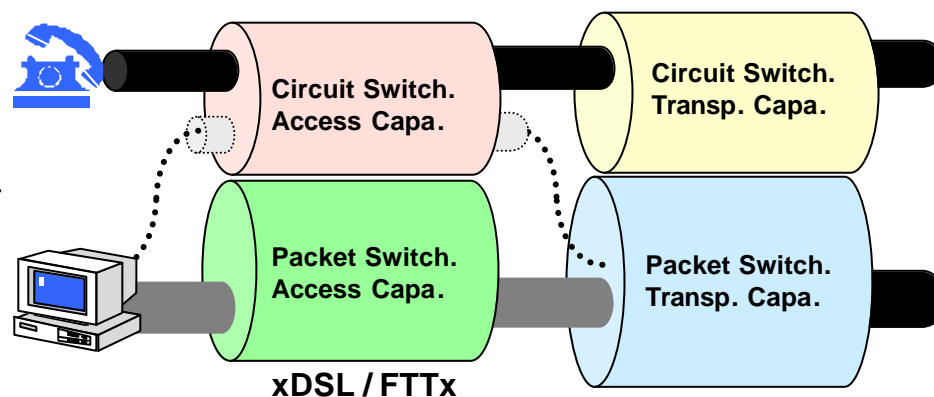 Circuit Switch.
Access Capa.
Circuit Switch.
Transp. Capa.
Packet Switch.
Access Capa.
Packet Switch.
Transp. Capa.
xDSL / FTTx